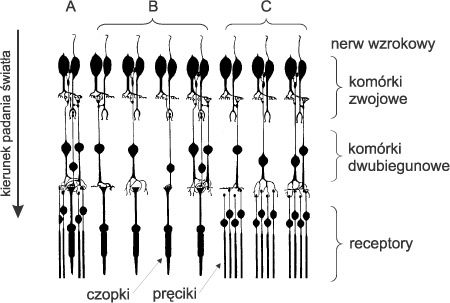 A B C
nerw wzrokowy
komórki
zwojowe
komórki
dwubiegunowe
receptory
czopki pręciki
kierunek padania światła